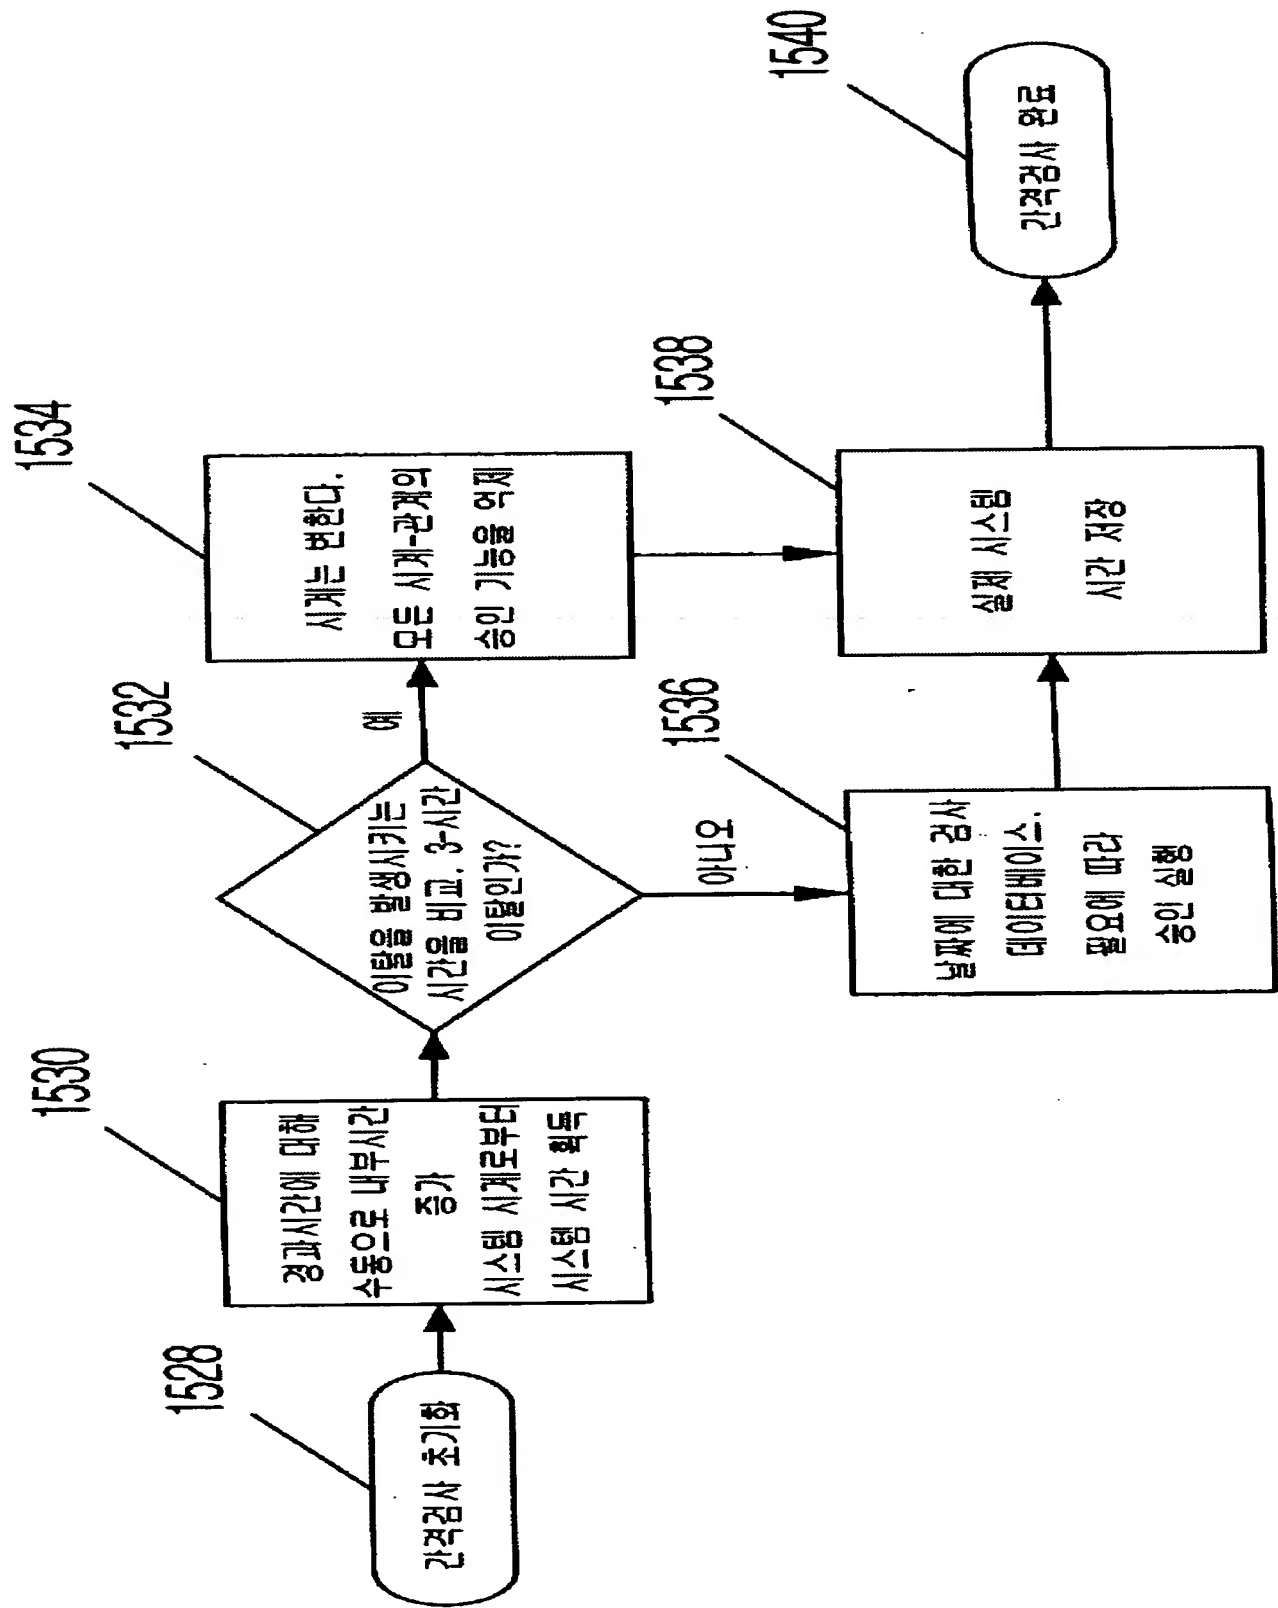 1528
간격검사 초기화
1530
경과시간에 대해
수동으로 내부시간
증가
시스템 시계로부터
시스템 시간 획득
1532
이탈을 발생시키는
시간을 비교. 3-시간
이탈인가?
예
아니오
1534
시계는 변한다.
모든 시계-관계의
승인 기능을 삭제
1536
날짜에 대한 사용
데이터베이스.
필요에 따라
승인 실행
1538
실제 시스템
시간 저장
1540
간격검사 종료